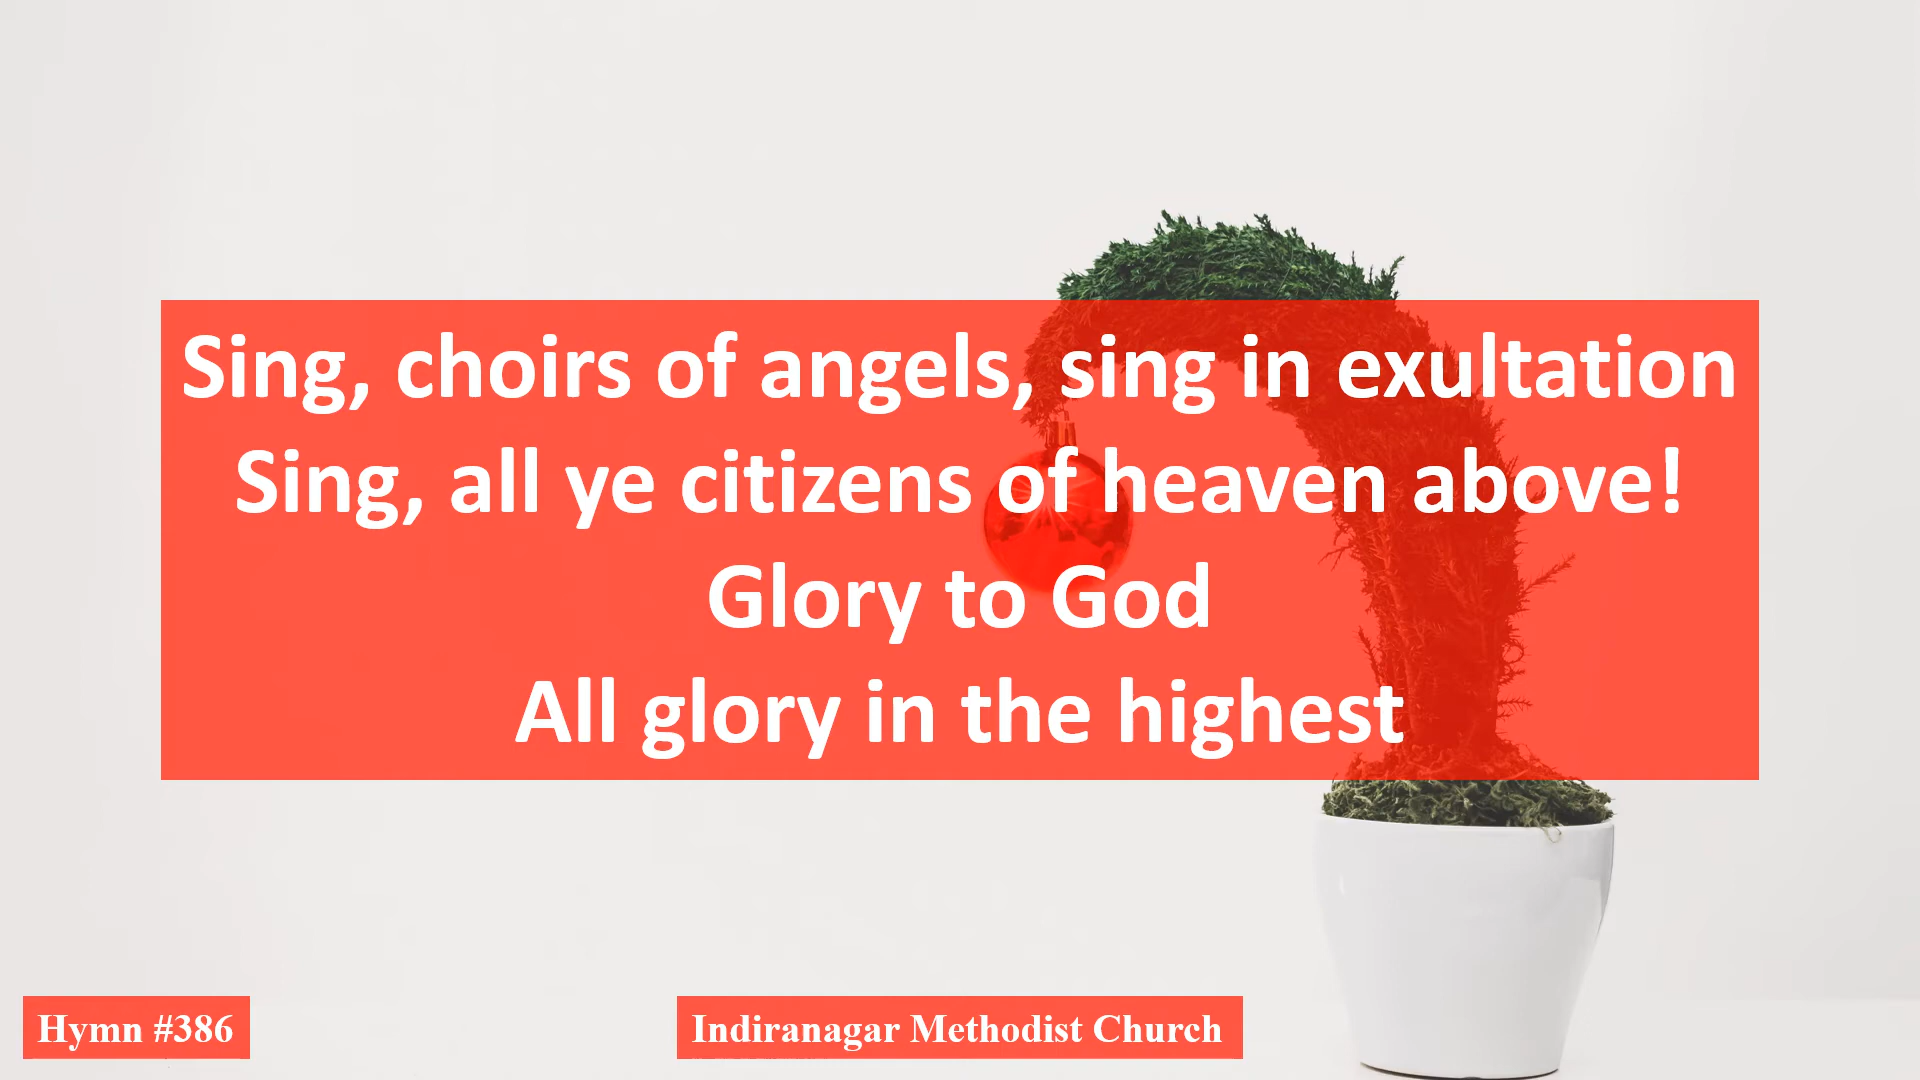 Sing, choirs of angels, sing in exultation
Sing, all ye citizens of heaven above!
Glory to God
All glory in the highest
Hymn #386
Indiranagar Methodist Church